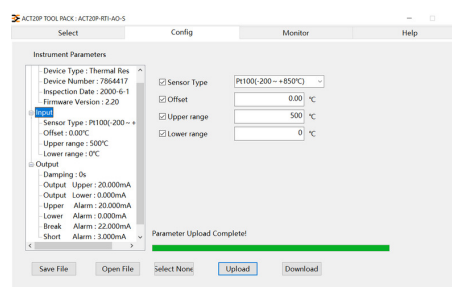 ACT20P TOOL PACK : ACT20P-RTI-AO-S
Select Config Monitor Help
Instrument Parameters
Device Type : Thermal Res
Device Number : 7864417
Inspection Date : 2000-6-1
Firmware Version : 2.20
Input
Sensor Type : Pt100(-200 ~ +
Offset : 0.00℃
Upper range : 500℃
Lower range : 0℃
Output
Damping : 0s
Output Upper : 20.000mA
Output Lower : 0.000mA
Upper Alarm : 20.000mA
Lower Alarm : 0.000mA
Break Alarm : 22.000mA
Short Alarm : 3.000mA
Sensor Type Pt100(-200 ~ +850℃)
Offset 0.00 ℃
Upper range 500 ℃
Lower range 0 ℃
Parameter Upload Complete!
Save File Open File Select None Upload Download